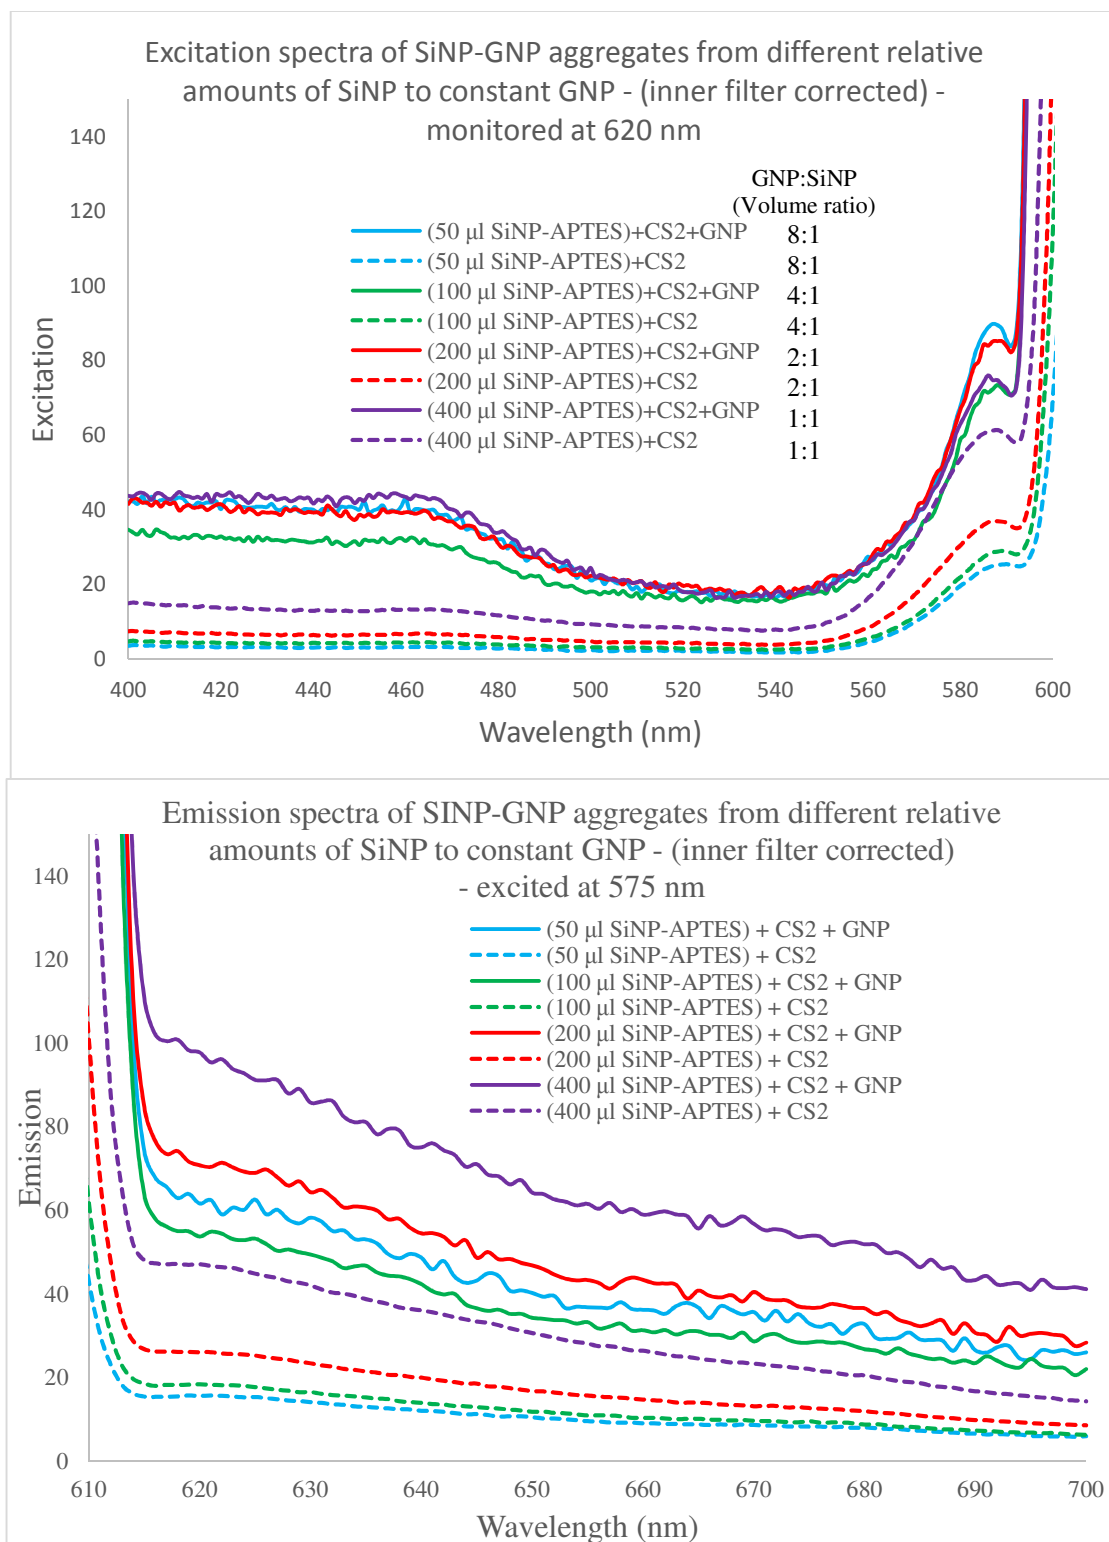 Excitation spectra of SiNP-GNP aggregates from different relative
amounts of SiNP to constant GNP - (inner filter corrected) -
monitored at 620 nm
GNP:SiNP
(Volume ratio)
(50 µl SiNP-APTES)+CS2+GNP 8:1
(50 µl SiNP-APTES)+CS2 8:1
(100 µl SiNP-APTES)+CS2+GNP 4:1
(100 µl SiNP-APTES)+CS2 4:1
(200 µl SiNP-APTES)+CS2+GNP 2:1
(200 µl SiNP-APTES)+CS2 2:1
(400 µl SiNP-APTES)+CS2+GNP 1:1
(400 µl SiNP-APTES)+CS2 1:1
Excitation
140
120
100
80
60
40
20
0
400 420 440 460 480 500 520 540 560 580 600
Wavelength (nm)
Emission spectra of SINP-GNP aggregates from different relative
amounts of SiNP to constant GNP - (inner filter corrected)
- excited at 575 nm
(50 µl SiNP-APTES) + CS2 + GNP
(50 µl SiNP-APTES) + CS2
(100 µl SiNP-APTES) + CS2 + GNP
(100 µl SiNP-APTES) + CS2
(200 µl SiNP-APTES) + CS2 + GNP
(200 µl SiNP-APTES) + CS2
(400 µl SiNP-APTES) + CS2 + GNP
(400 µl SiNP-APTES) + CS2
Emission
140
120
100
80
60
40
20
0
610 620 630 640 650 660 670 680 690 700
Wavelength (nm)